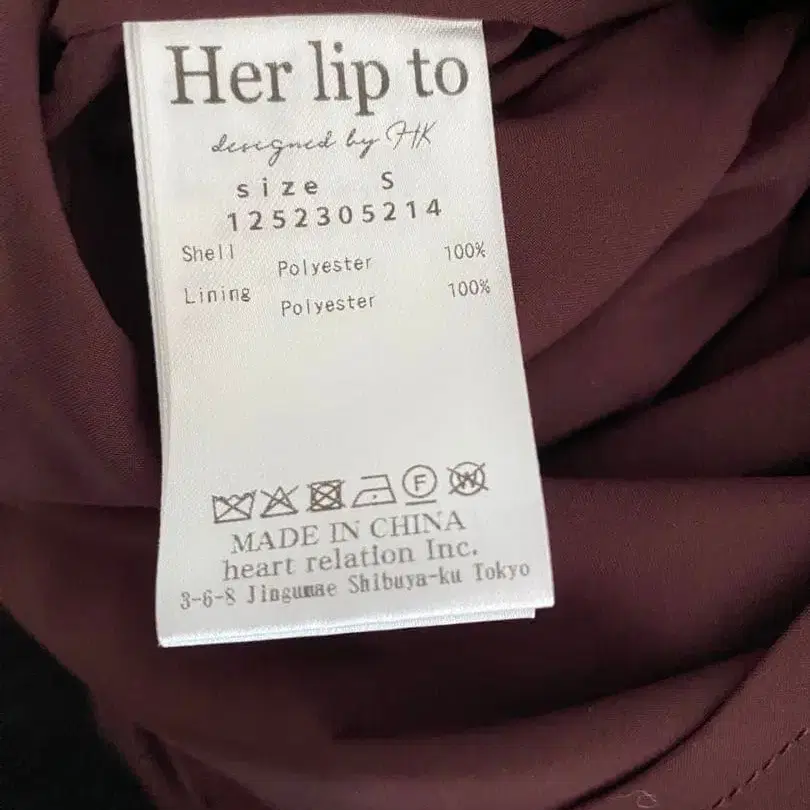 Her lip to
designed by HK
size S
1252305214
Shell Polyester 100%
Lining Polyester 100%
F W
MADE IN CHINA
heart relation Inc.
3-6-8 Jingumae Shibuya-ku Tokyo